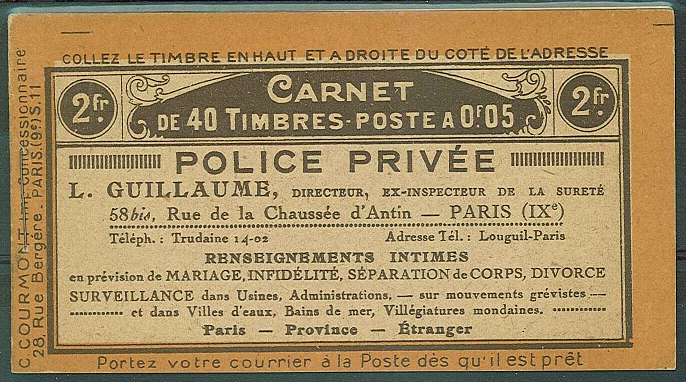 COLLEZ LE TIMBRE EN HAUT ET A DROITE DU COTÉ DE L'ADRESSE
2fr. CARNET 2fr.
DE 40 TIMBRES-POSTE A 0F05
POLICE PRIVÉE
L. GUILLAUME, DIRECTEUR, EX-INSPECTEUR DE LA SURETÉ
58bis, Rue de la Chaussée d'Antin — PARIS (IXe)
Téléph. : Trudaine 14-02 Adresse Tél. : Louguil-Paris
RENSEIGNEMENTS INTIMES
en prévision de MARIAGE, INFIDÉLITÉ, SÉPARATION de CORPS, DIVORCE
SURVEILLANCE dans Usines, Administrations, — sur mouvements grévistes —
et dans Villes d'eaux, Bains de mer, Villégiatures mondaines.
Paris — Province — Étranger
Portez votre courrier à la Poste dès qu'il est prêt
C. COURMONT Concessionnaire
28, Rue Bergère. PARIS. (9e) S.11